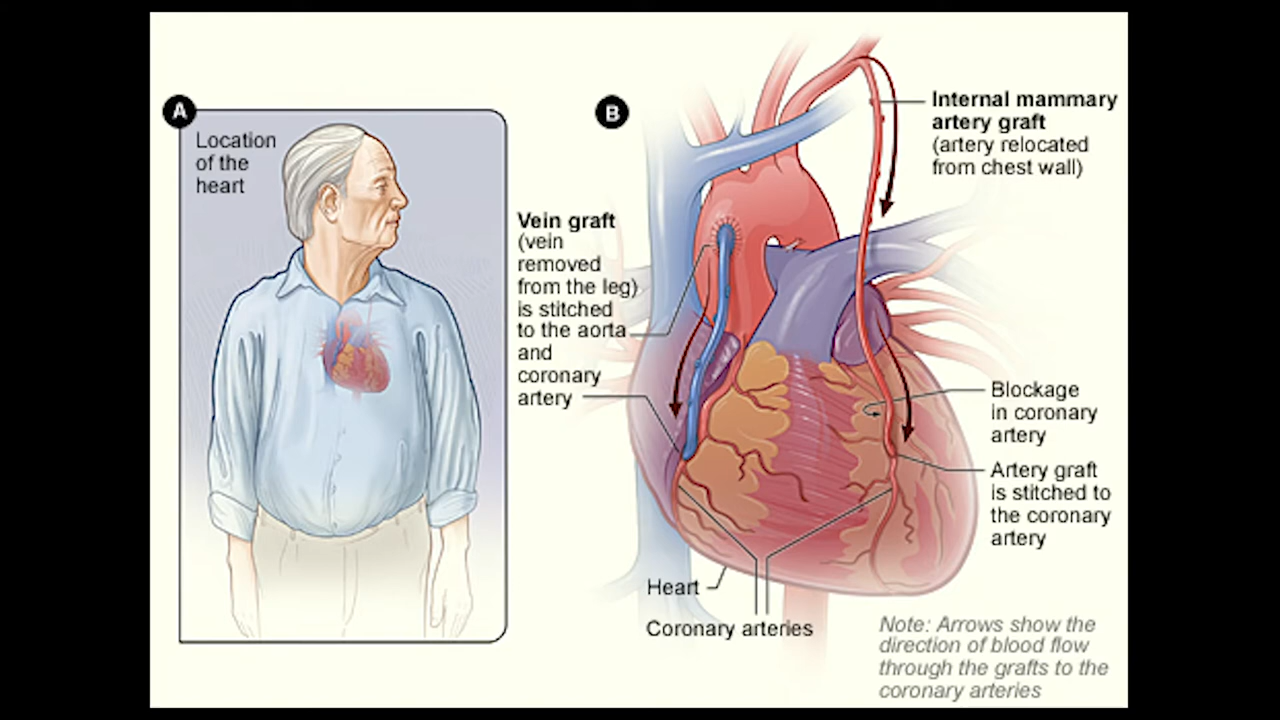 A
Location
of the
heart
B
Vein graft
(vein
removed
from the leg)
is stitched
to the aorta
and
coronary
artery
Internal mammary
artery graft
(artery relocated
from chest wall)
Blockage
in coronary
artery
Artery graft
is stitched to
the coronary
artery
Heart
Coronary arteries
Note: Arrows show the
direction of blood flow
through the grafts to the
coronary arteries